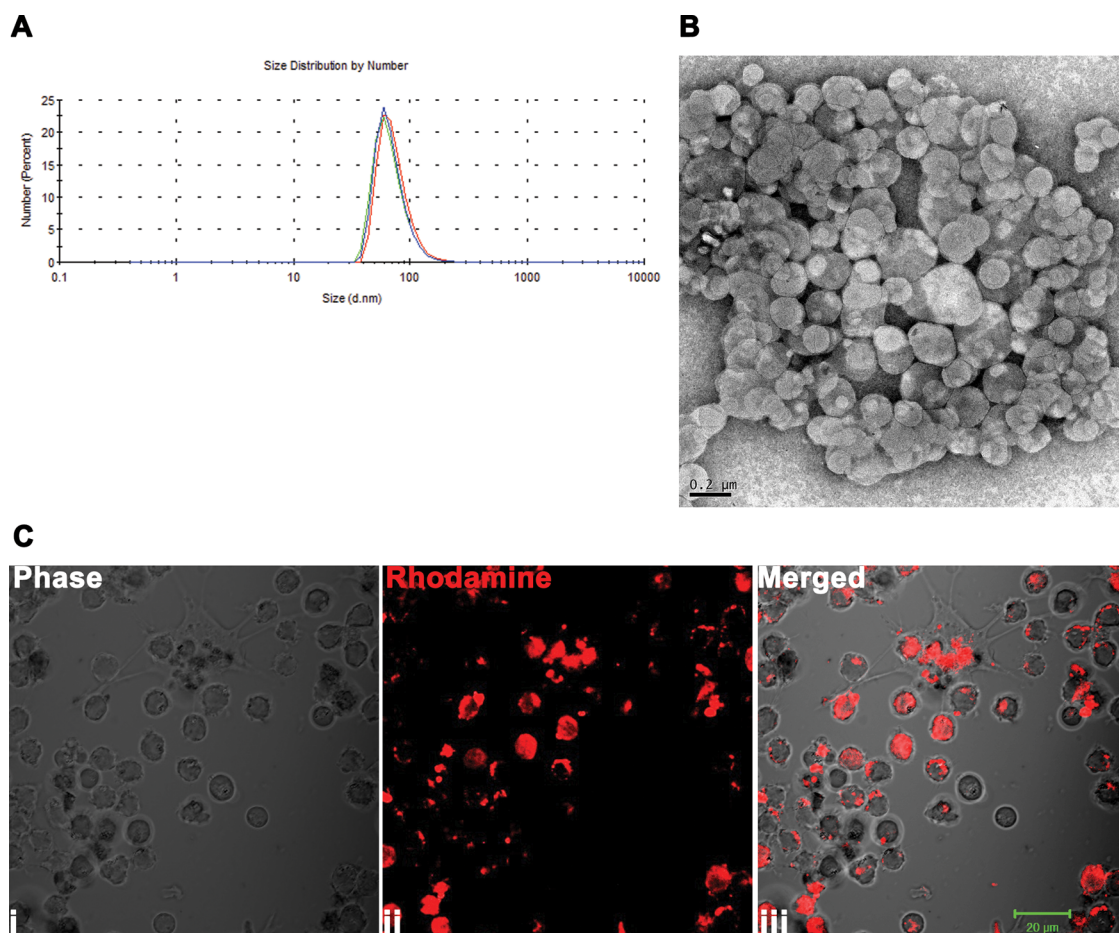 A
Size Distribution by Number
Number (Percent)
25
20
15
10
5
0
0.1 1 10 100 1000 10000
Size (d.nm)
B
0.2 µm
C
Phase
i
Rhodamine
ii
Merged
iii
20 µm